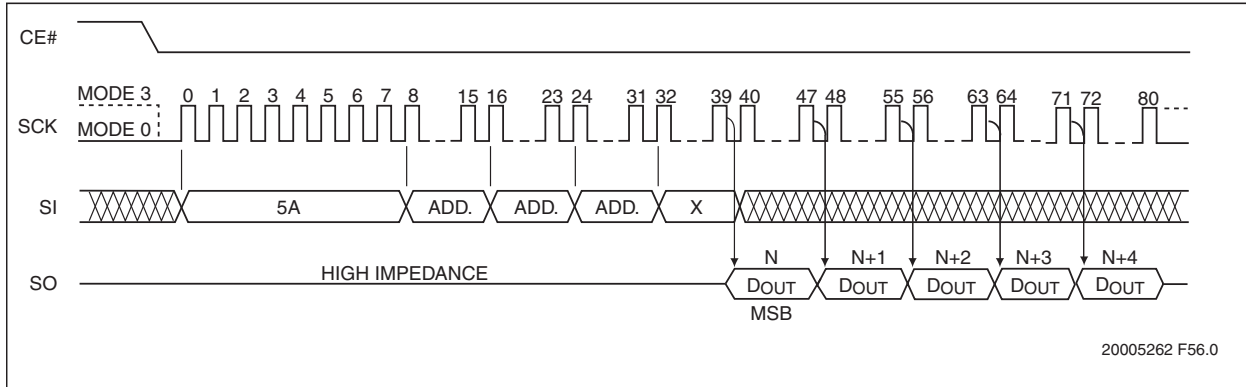 CE#
MODE 3
0 1 2 3 4 5 6 7 8 15 16 23 24 31 32 39 40 47 48 55 56 63 64 71 72 80
SCK
MODE 0
SI
5A ADD. ADD. ADD. X
N N+1 N+2 N+3 N+4
HIGH IMPEDANCE
SO
DOUT DOUT DOUT DOUT DOUT
MSB
20005262 F56.0